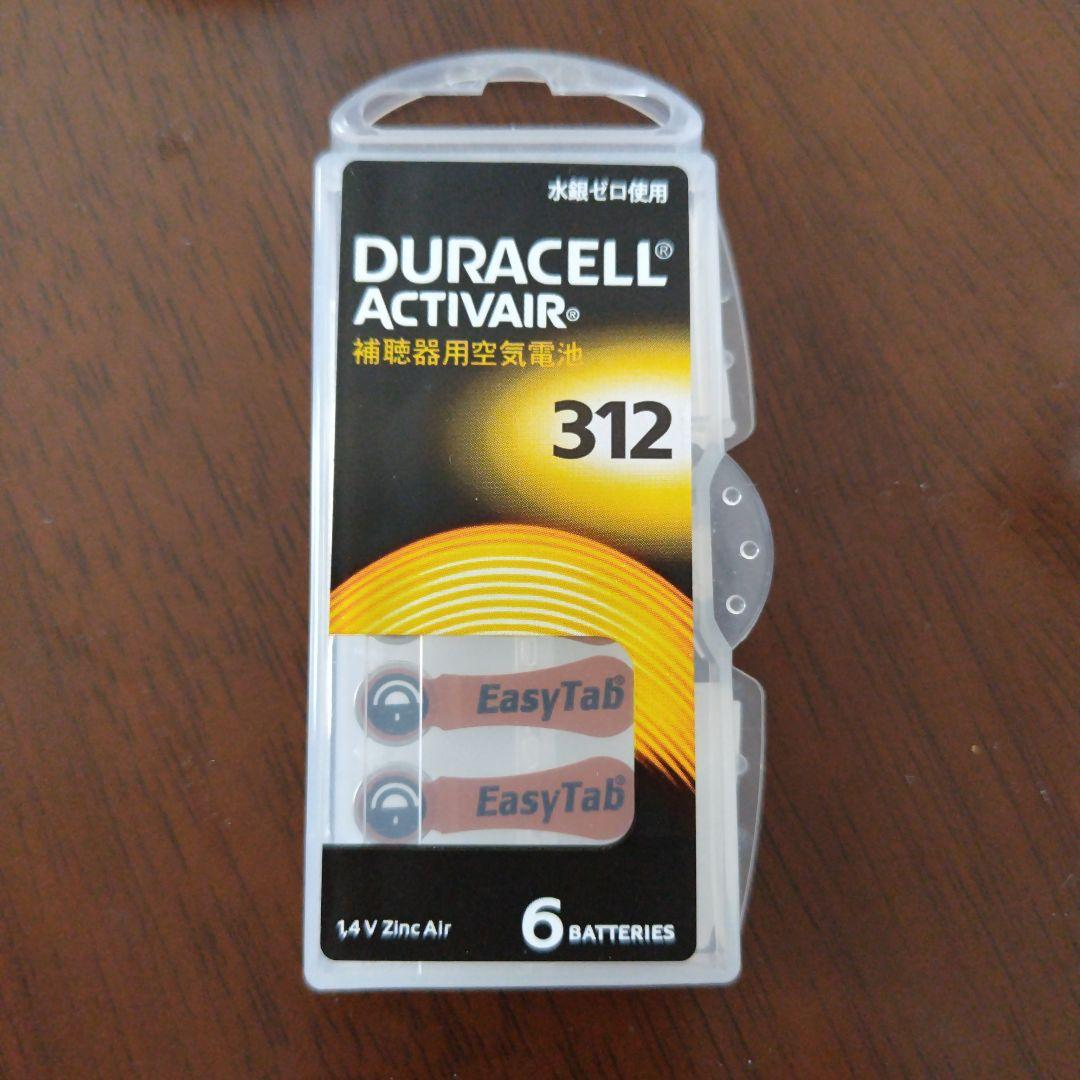 水銀ゼロ使用
DURACELL®
ACTIVAIR®
補聴器用空気電池
312
EasyTab®
EasyTab®
1,4 V Zinc Air
6 BATTERIES